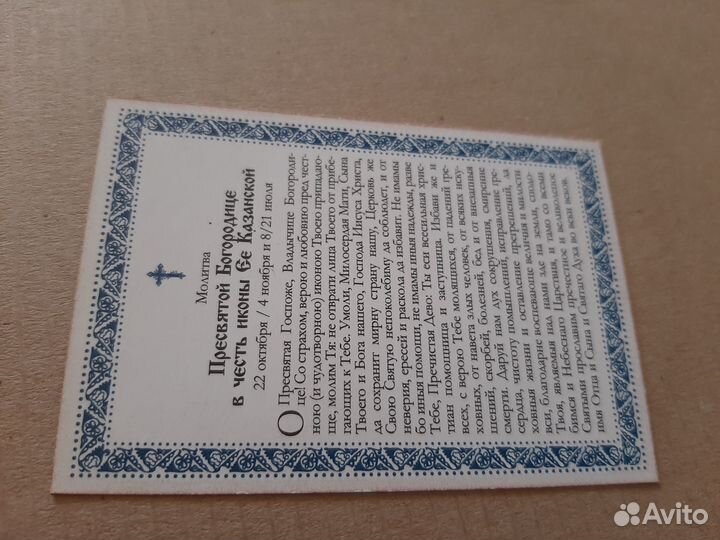 Молитва
Пресвятой Богородице
в честь иконы Ее Казанской
22 октября / 4 ноября и 8/21 июля
О Пресвятая Госпоже, Владычице Богороди-
це! Со страхом, верою и любовию пред чест-
ною (и чудотворною) иконою Твоею припадаю-
ще, молим Тя: не отврати лица Твоего от прибе-
гающих к Тебе. Умоли, Милосердая Мати, Сына
Твоего и Бога нашего, Господа Иисуса Христа,
да сохранит мирну страну нашу, Церковь же
Свою Святую непоколебиму да соблюдет, и от
неверия, ересей и раскола да избавит. Не имамы
бо иныя помощи, не имамы иныя надежды, разве
Тебе, Пречистая Дево: Ты еси всесильная хрис-
тиан помощница и заступница. Избави же и
всех, с верою Тебе молящихся, от падений гре-
ховных, от навета злых человек, от всяких иску-
шений, скорбей, болезней, бед и от внезапныя
смерти. Даруй нам дух сокрушения, смирение
сердца, чистоту помышлений, исправление гре-
ховныя жизни и оставление прегрешений, да
вси, благодарне воспевающе величия и милости
Твоя, являемыя над нами зде на земли, сподо-
бимся и Небеснаго Царствия, и тамо со всеми
Святыми прославим пречестное и великолепое
имя Отца и Сына и Святаго Духа во веки веков.
Avito